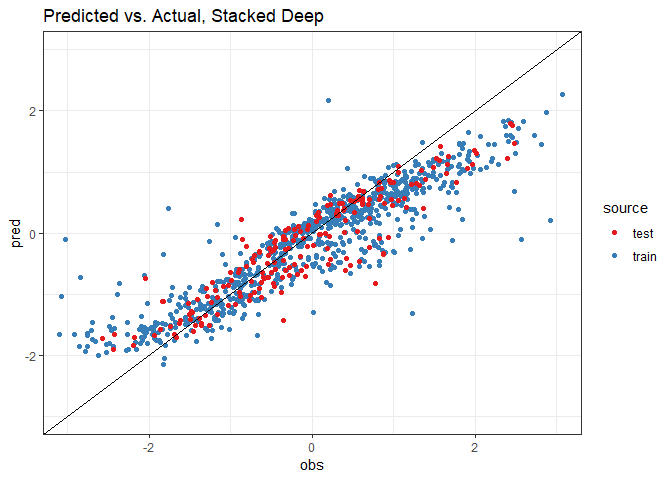 Predicted vs. Actual, Stacked Deep
pred
2
0
-2
-2
0
2
obs
source
test
train